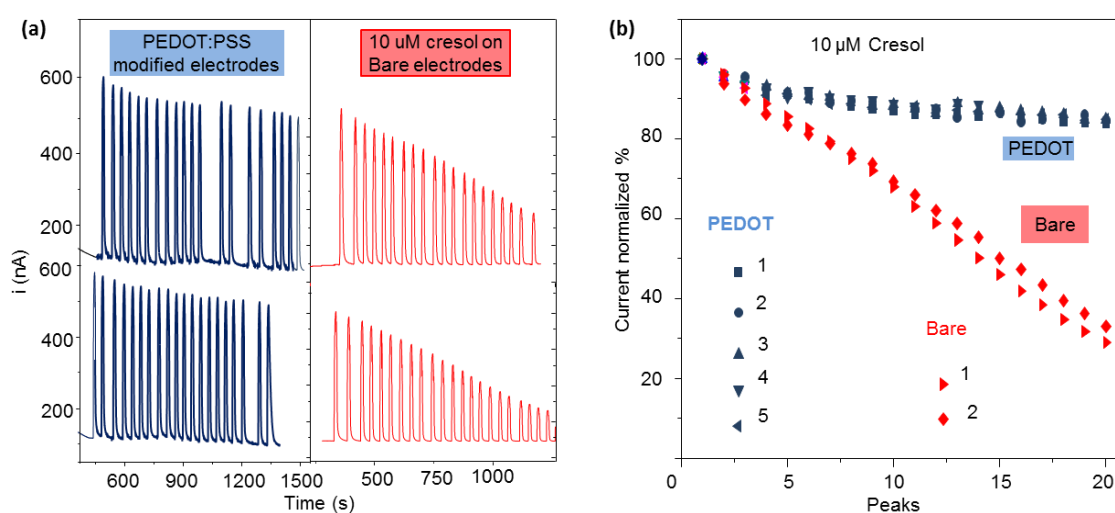 (a)
PEDOT:PSS
modified electrodes
10 uM cresol on
Bare electrodes
600
400
200
600
400
200
i (nA)
600
900
1200
1500
500
750
1000
Time (s)
(b)
10 µM Cresol
100
80
60
40
20
Current normalized %
PEDOT
Bare
PEDOT
1
2
3
4
5
Bare
1
2
0
5
10
15
20
Peaks